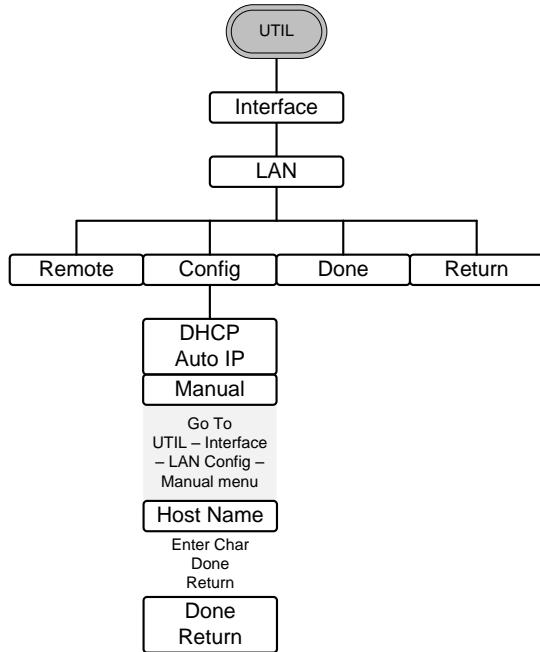 UTIL
Interface
LAN
Remote
Config
Done
Return
DHCP
Auto IP
Manual
Go To
UTIL – Interface
– LAN Config –
Manual menu
Host Name
Enter Char
Done
Return
Done
Return